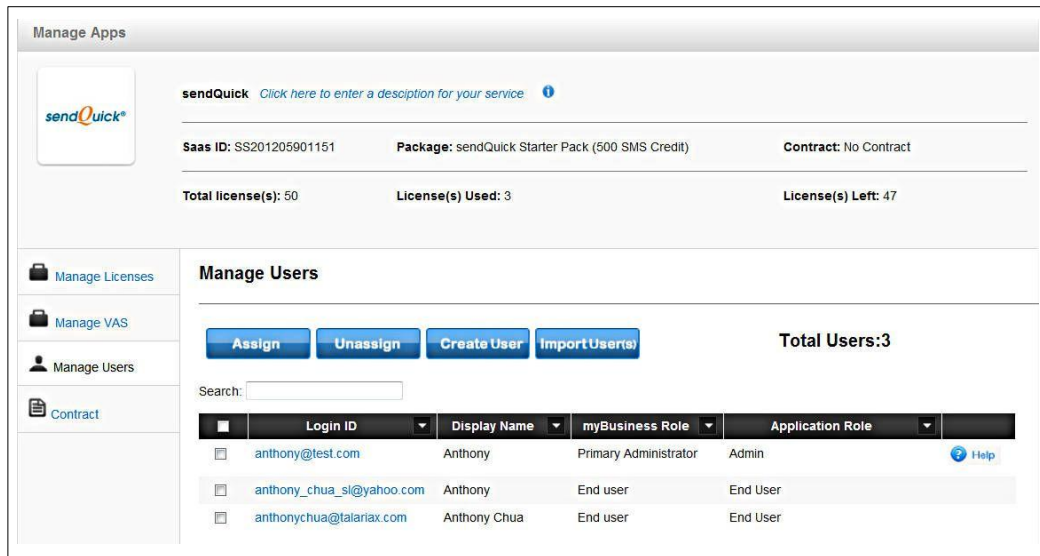 Manage Apps
sendQuick®
sendQuick Click here to enter a desciption for your service
Saas ID: SS201205901151 Package: sendQuick Starter Pack (500 SMS Credit) Contract: No Contract
Total license(s): 50 License(s) Used: 3 License(s) Left: 47
Manage Licenses
Manage VAS
Manage Users
Contract
Manage Users
Assign Unassign Create User Import User(s) Total Users:3
Search:
Login ID Display Name myBusiness Role Application Role
anthony@test.com Anthony Primary Administrator Admin Help
anthony_chua_sl@yahoo.com Anthony End user End User
anthonychua@talariax.com Anthony Chua End user End User